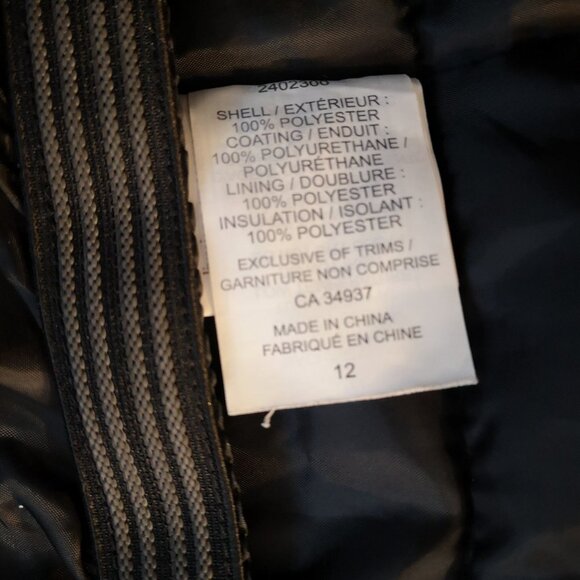 SHELL / EXTÉRIEUR :
100% POLYESTER
COATING / ENDUIT :
100% POLYURETHANE /
POLYURÉTHANE
LINING / DOUBLURE :
100% POLYESTER
INSULATION / ISOLANT :
100% POLYESTER
EXCLUSIVE OF TRIMS /
GARNITURE NON COMPRISE
CA 34937
MADE IN CHINA
FABRIQUÉ EN CHINE
12